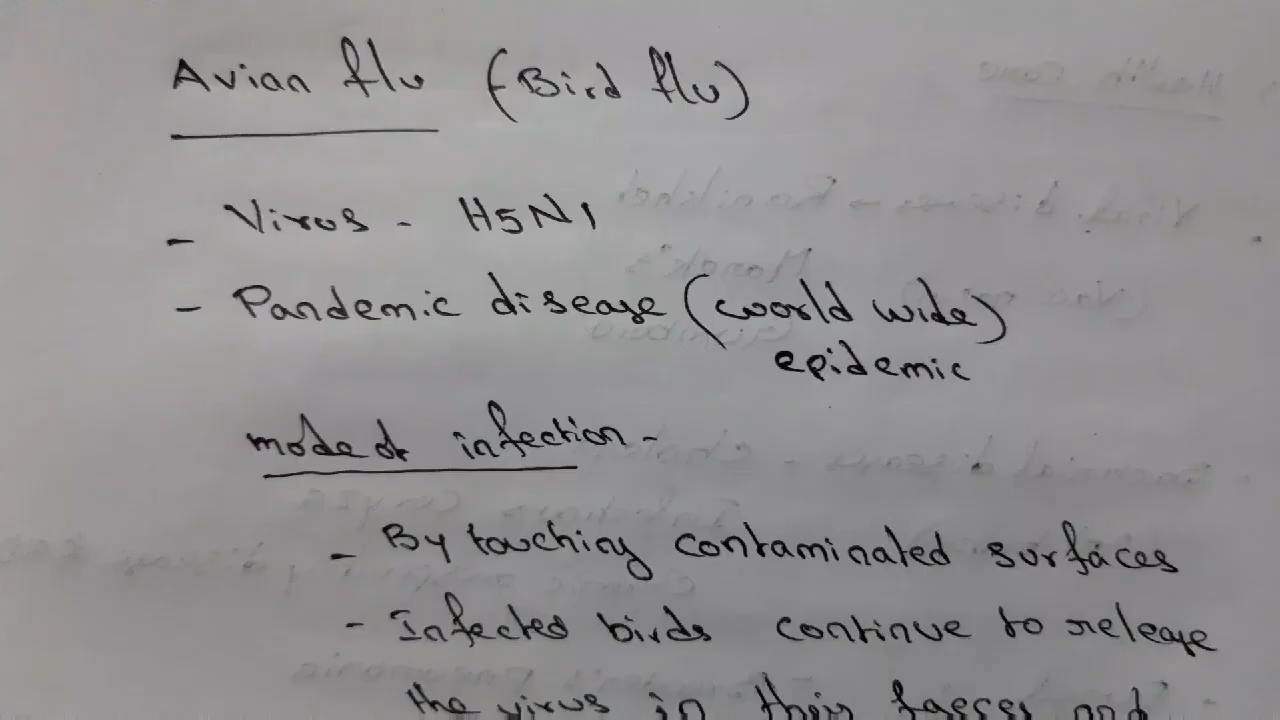 Avian flu (Bird flu)
- Virus - H5N1
- Pandemic disease (world wide)
epidemic
mode of infection -
- By touching contaminated surfaces
- Infected birds continue to release
the virus in their faeces and